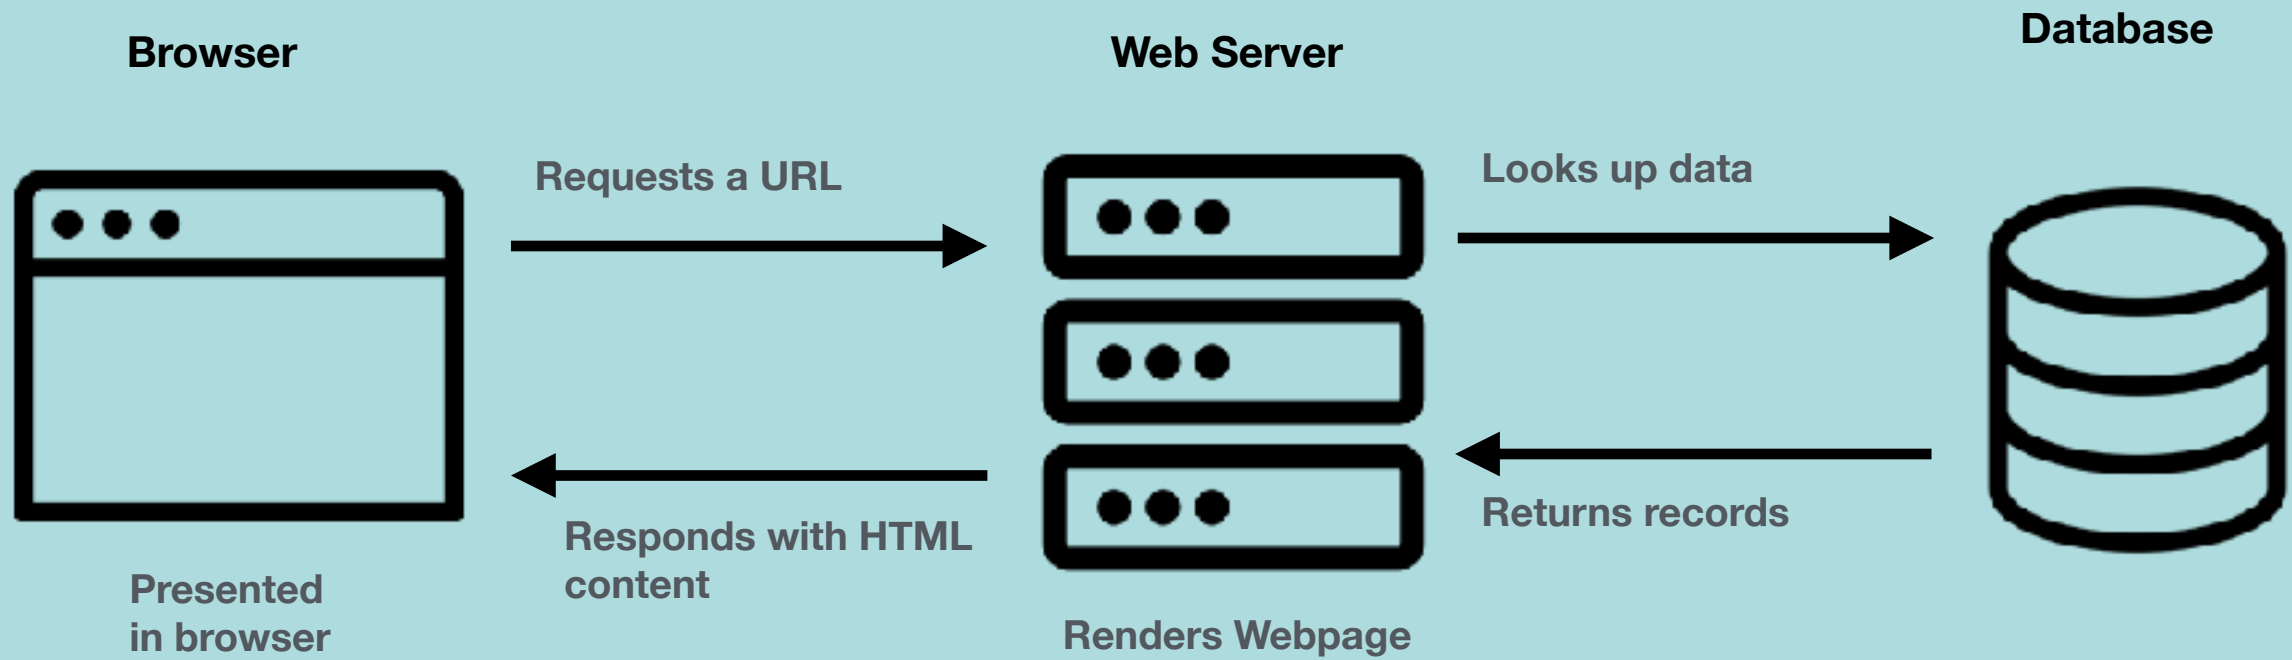 Browser
Web Server
Database
Requests a URL
Looks up data
Responds with HTML
content
Returns records
Presented
in browser
Renders Webpage